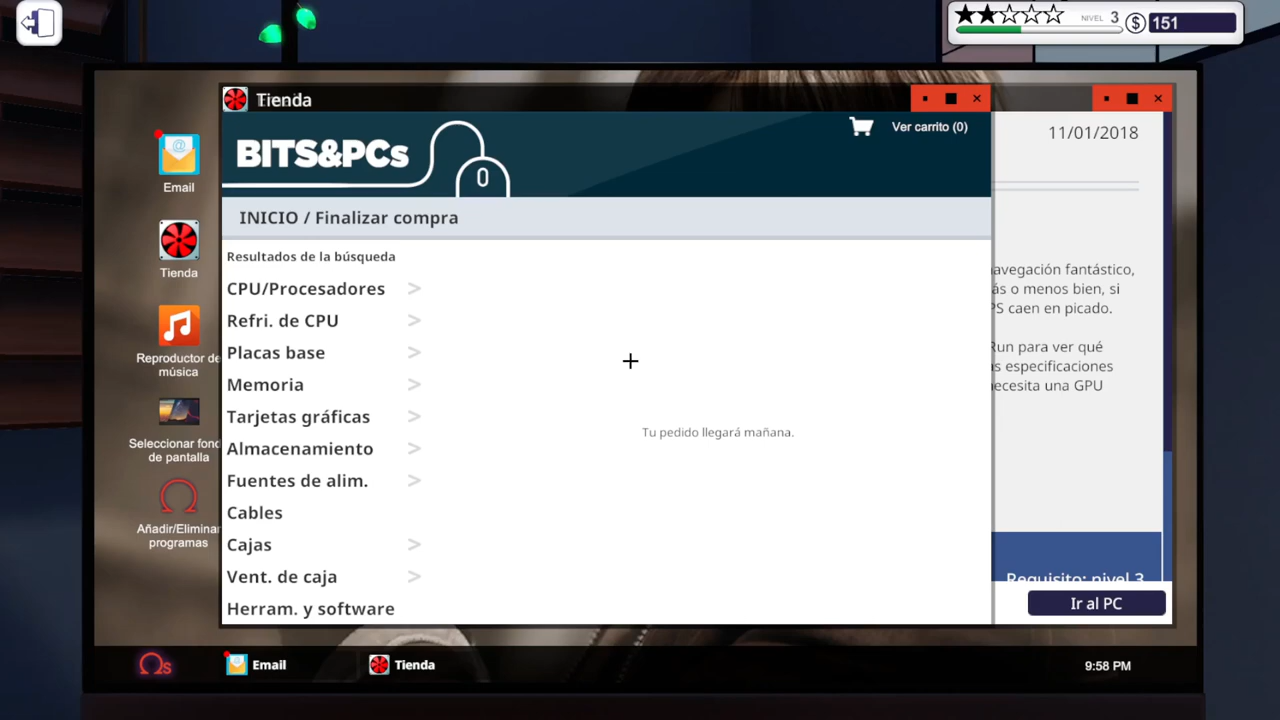 NIVEL 3
$ 151
Tienda
BITS&PCs
Ver carrito (0)
INICIO / Finalizar compra
Resultados de la búsqueda
CPU/Procesadores >
Refri. de CPU >
Placas base >
Memoria >
Tarjetas gráficas >
Almacenamiento >
Fuentes de alim. >
Cables
Cajas >
Vent. de caja >
Herram. y software
Tu pedido llegará mañana.
11/01/2018
navegación fantástico,
ás o menos bien, si
PS caen en picado.
Run para ver qué
as especificaciones
necesita una GPU
Requisito: nivel 3
Ir al PC
Email
Tienda
Reproductor de
música
Seleccionar fond
de pantalla
Añadir/Eliminar
programas
Ωs
Email
Tienda
9:58 PM